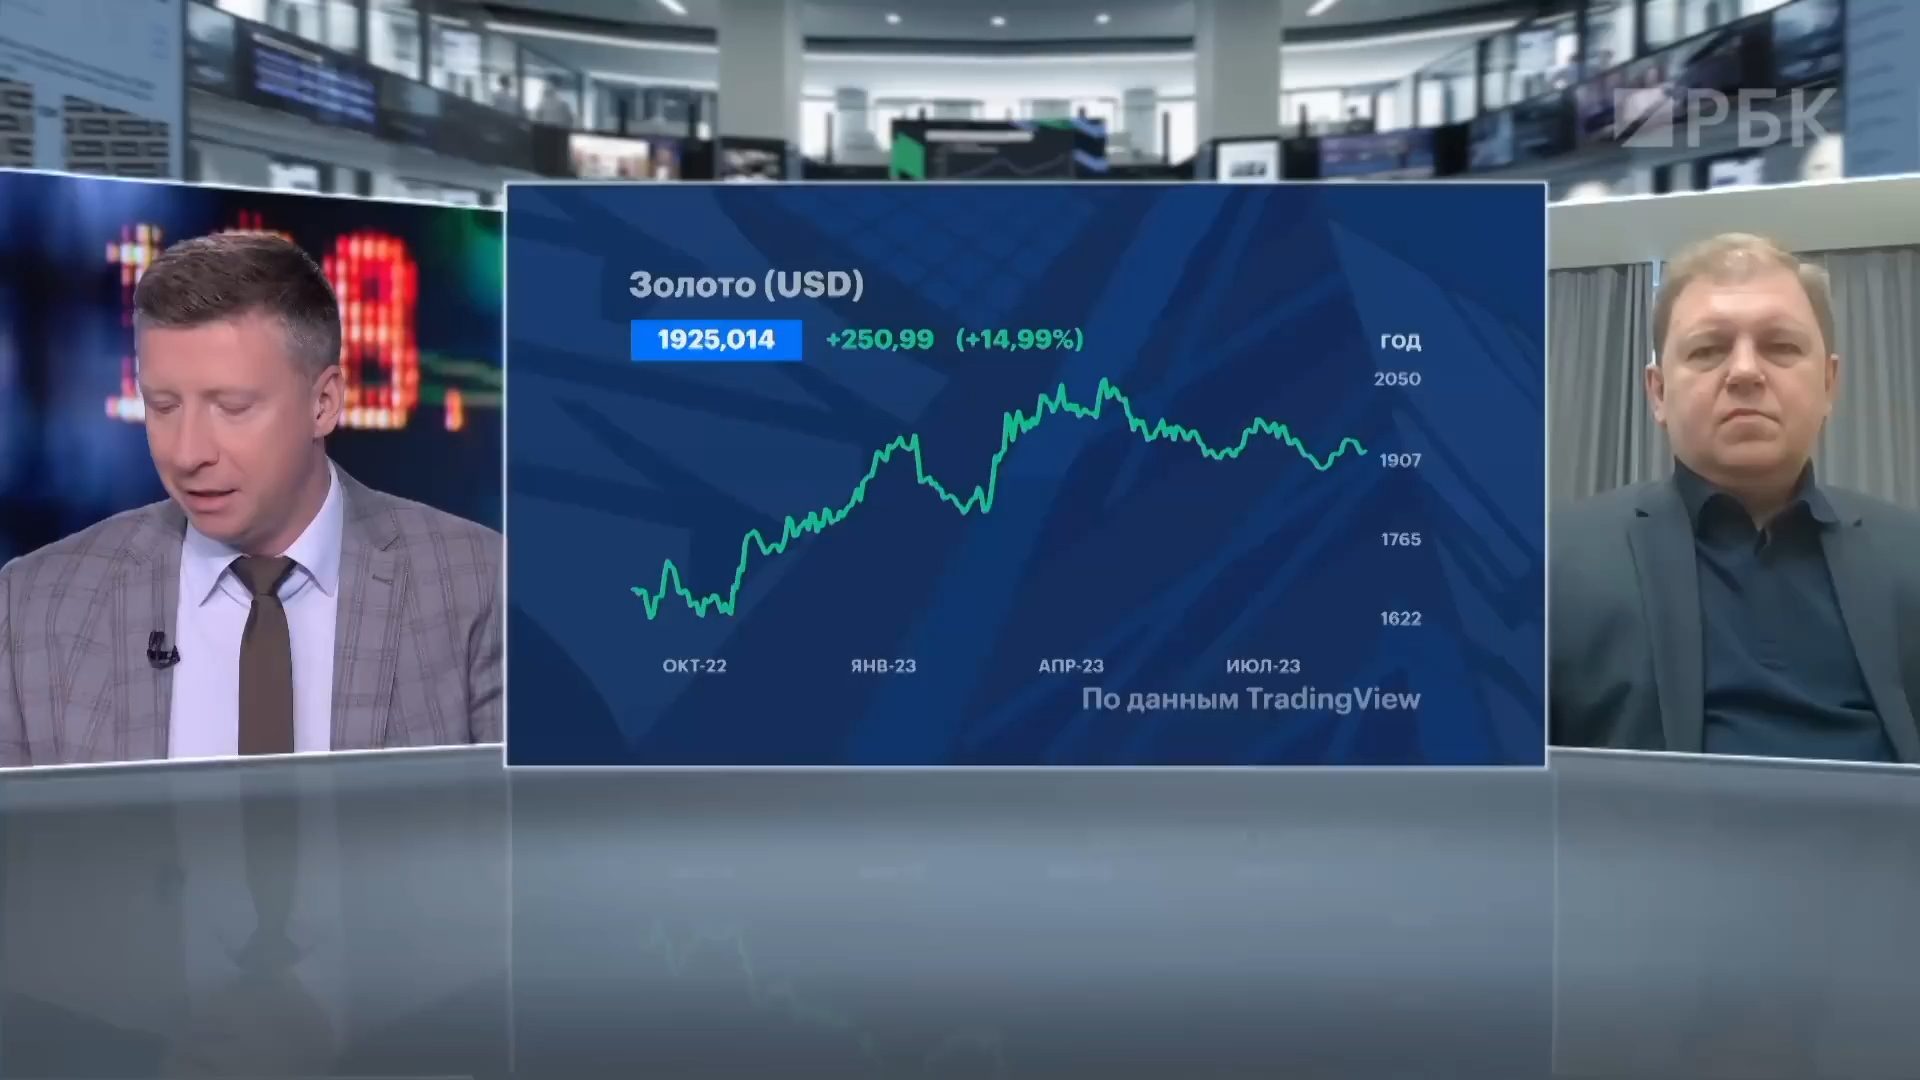 РБК
Золото (USD)
1925,014 +250,99 (+14,99%)
ГОД
2050
1907
1765
1622
ОКТ-22 ЯНВ-23 АПР-23 ИЮЛ-23
По данным TradingView